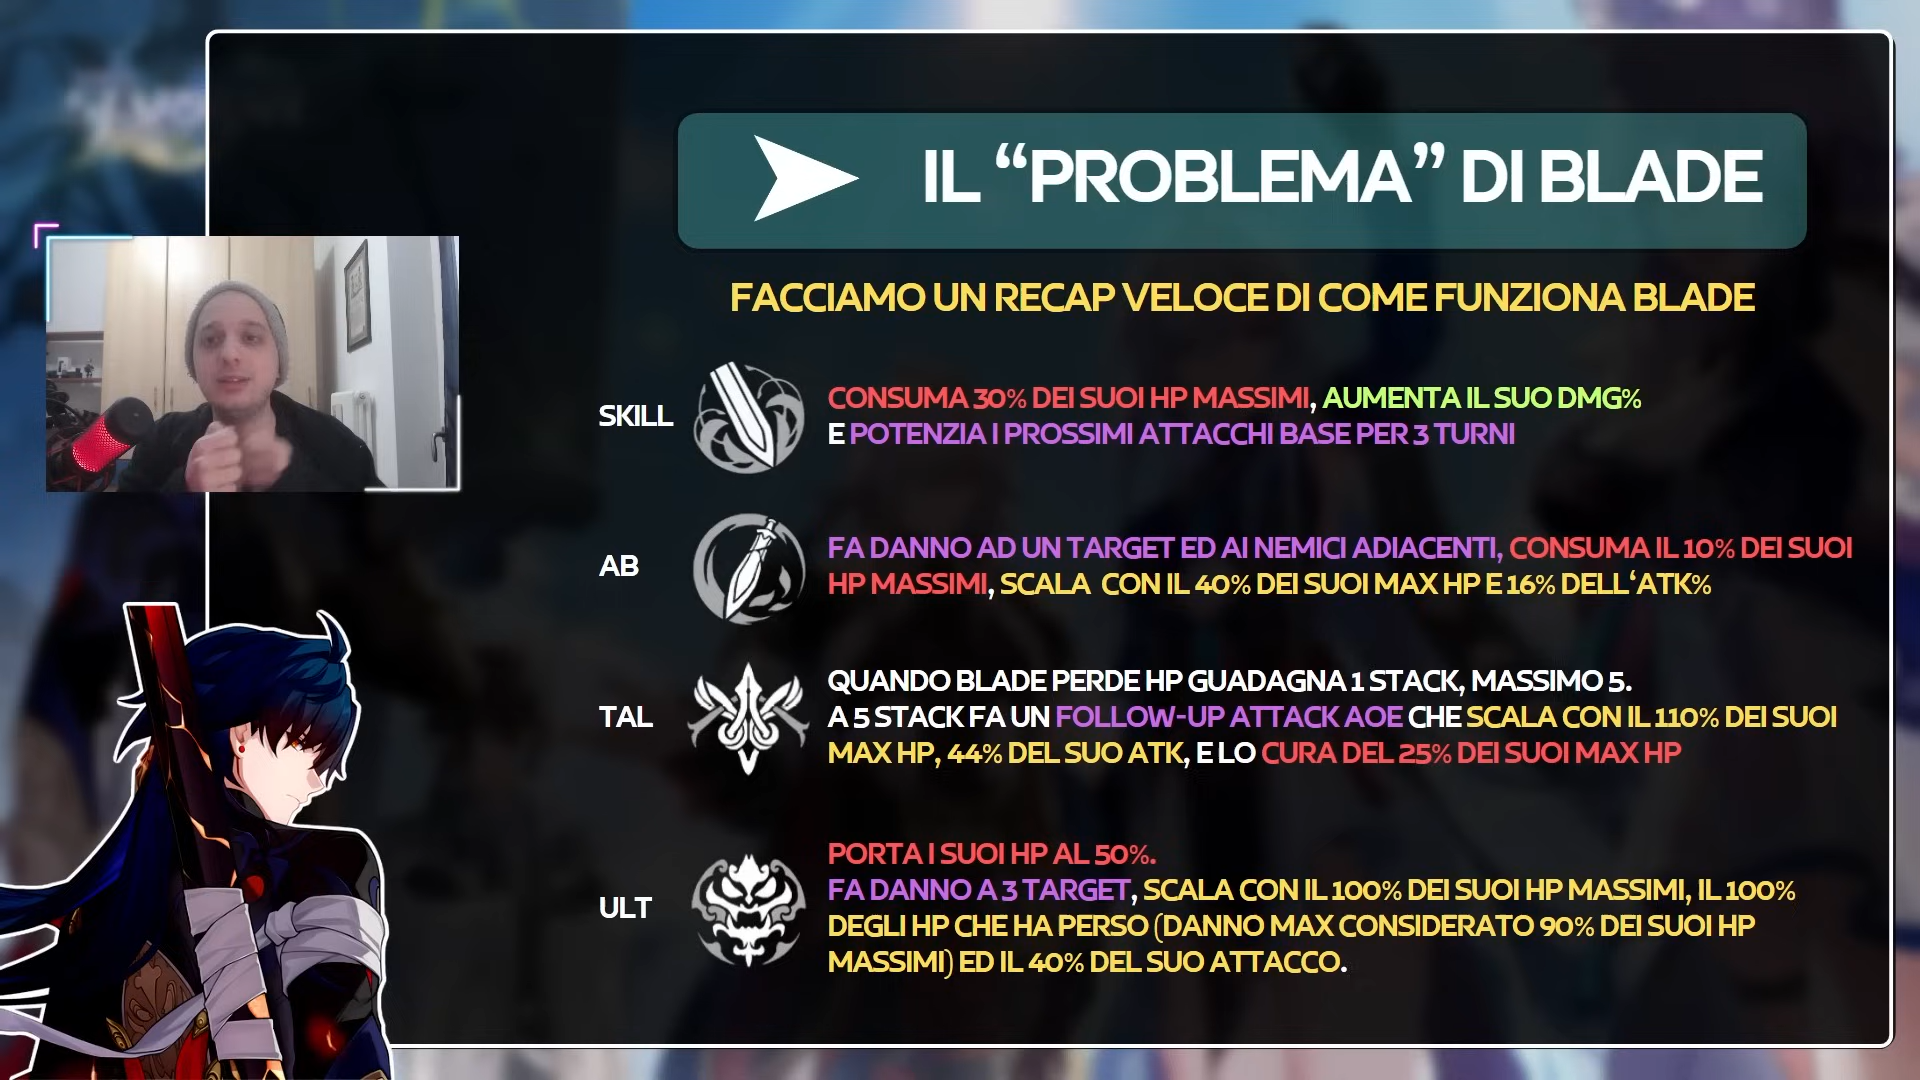 IL “PROBLEMA” DI BLADE
FACCIAMO UN RECAP VELOCE DI COME FUNZIONA BLADE
SKILL
CONSUMA 30% DEI SUOI HP MASSIMI, AUMENTA IL SUO DMG%
E POTENZIA I PROSSIMI ATTACCHI BASE PER 3 TURNI
AB
FA DANNO AD UN TARGET ED AI NEMICI ADIACENTI, CONSUMA IL 10% DEI SUOI
HP MASSIMI, SCALA CON IL 40% DEI SUOI MAX HP E 16% DELL‘ATK%
TAL
QUANDO BLADE PERDE HP GUADAGNA 1 STACK, MASSIMO 5.
A 5 STACK FA UN FOLLOW-UP ATTACK AOE CHE SCALA CON IL 110% DEI SUOI
MAX HP, 44% DEL SUO ATK, E LO CURA DEL 25% DEI SUOI MAX HP
ULT
PORTA I SUOI HP AL 50%.
FA DANNO A 3 TARGET, SCALA CON IL 100% DEI SUOI HP MASSIMI, IL 100%
DEGLI HP CHE HA PERSO (DANNO MAX CONSIDERATO 90% DEI SUOI HP
MASSIMI) ED IL 40% DEL SUO ATTACCO.